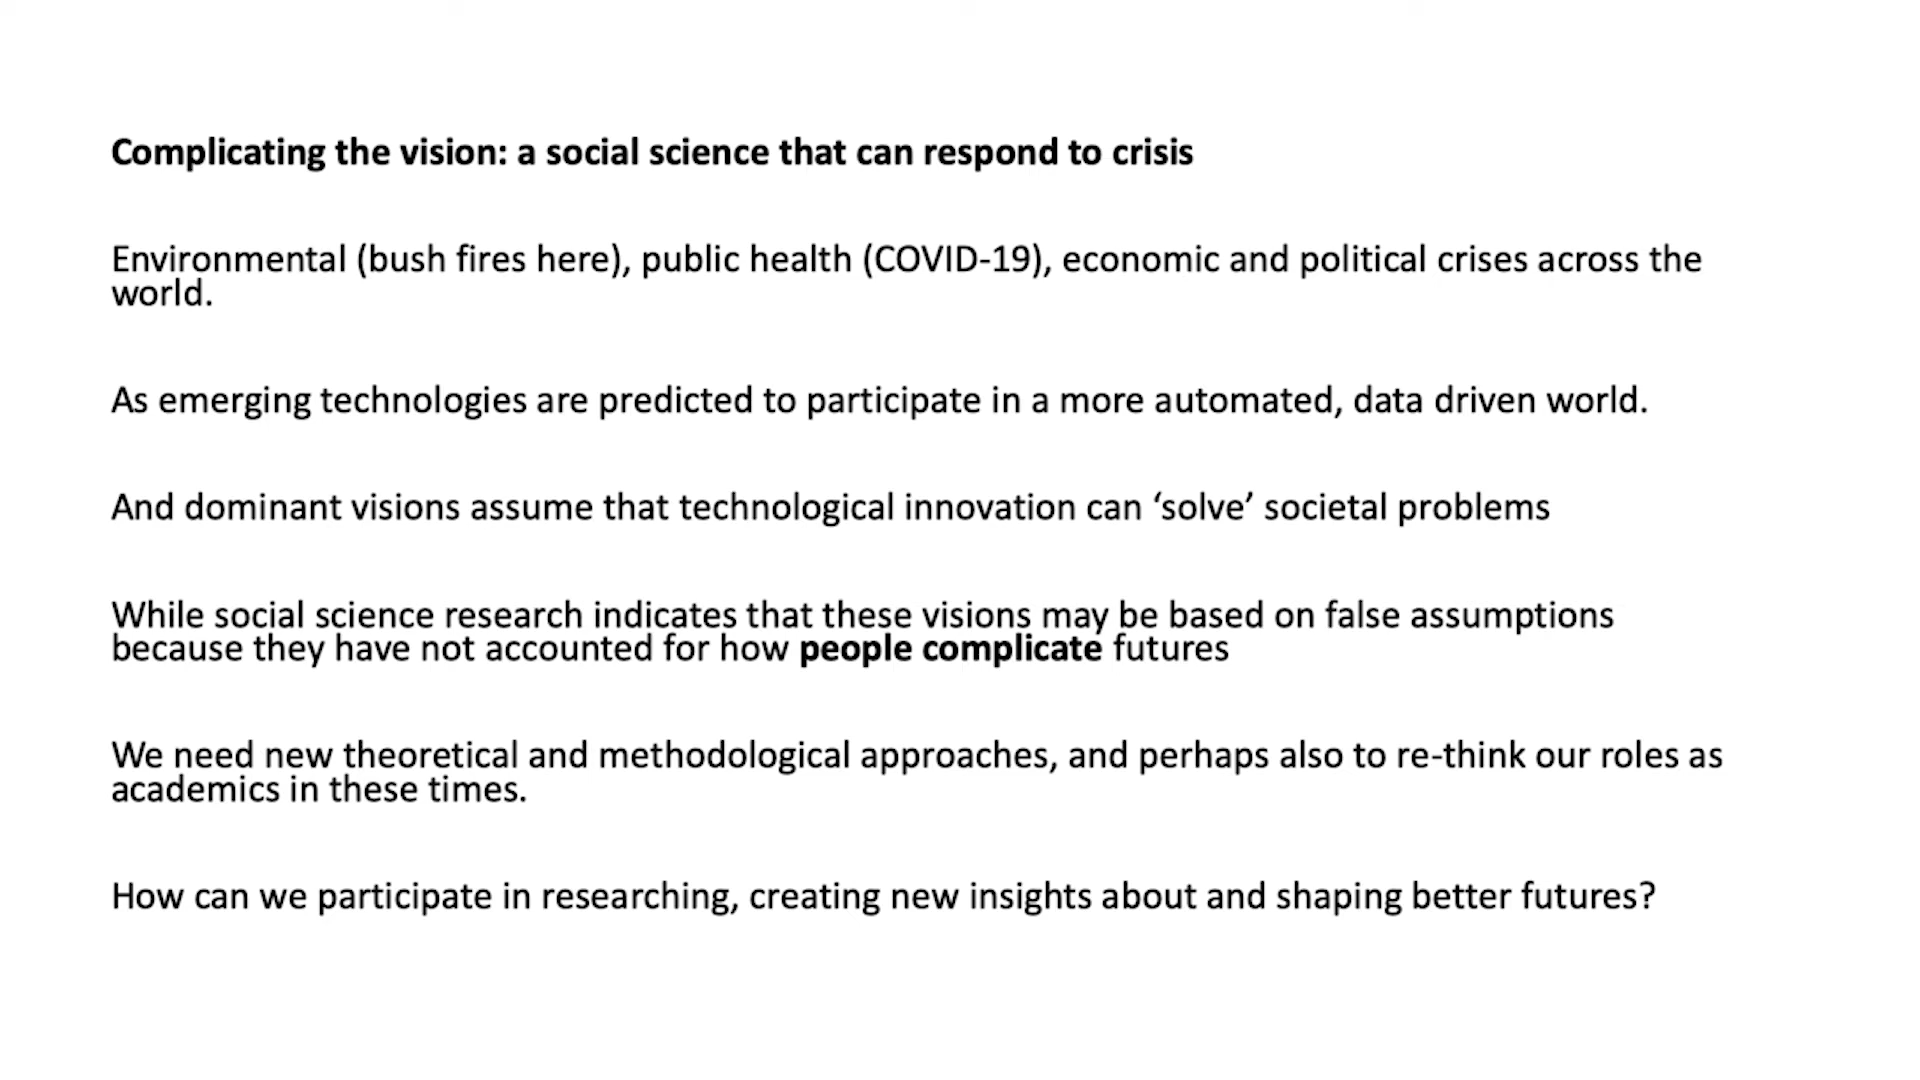 Complicating the vision: a social science that can respond to crisis
Environmental (bush fires here), public health (COVID-19), economic and political crises across the
world.
As emerging technologies are predicted to participate in a more automated, data driven world.
And dominant visions assume that technological innovation can ‘solve’ societal problems
While social science research indicates that these visions may be based on false assumptions
because they have not accounted for how people complicate futures
We need new theoretical and methodological approaches, and perhaps also to re-think our roles as
academics in these times.
How can we participate in researching, creating new insights about and shaping better futures?